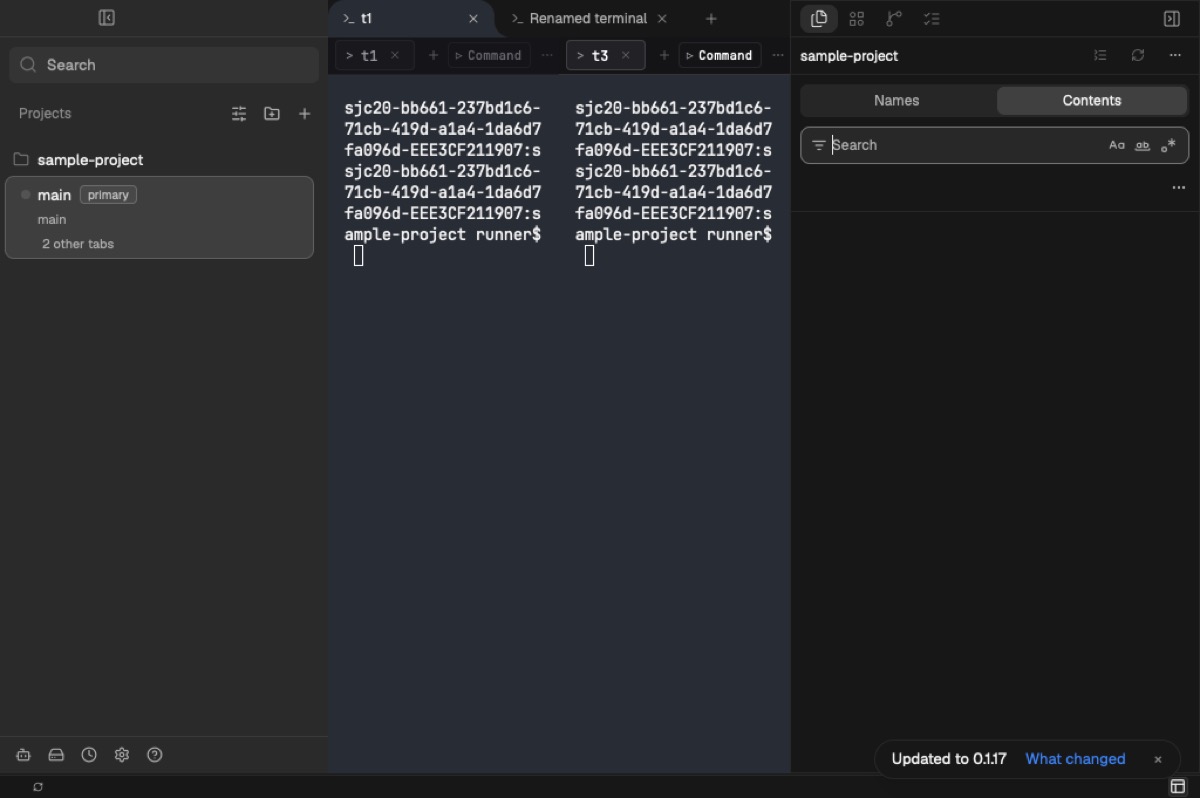 Search
Projects
sample-project
main primary
main
2 other tabs
>_ t1
>_ Renamed terminal
> t1
Command
> t3
Command
sjc20-bb661-237bd1c6-
71cb-419d-a1a4-1da6d7
fa096d-EEE3CF211907:s
sjc20-bb661-237bd1c6-
71cb-419d-a1a4-1da6d7
fa096d-EEE3CF211907:s
ample-project runner$
sjc20-bb661-237bd1c6-
71cb-419d-a1a4-1da6d7
fa096d-EEE3CF211907:s
sjc20-bb661-237bd1c6-
71cb-419d-a1a4-1da6d7
fa096d-EEE3CF211907:s
ample-project runner$
sample-project
Names Contents
Search Aa ab .*
Updated to 0.1.17 What changed